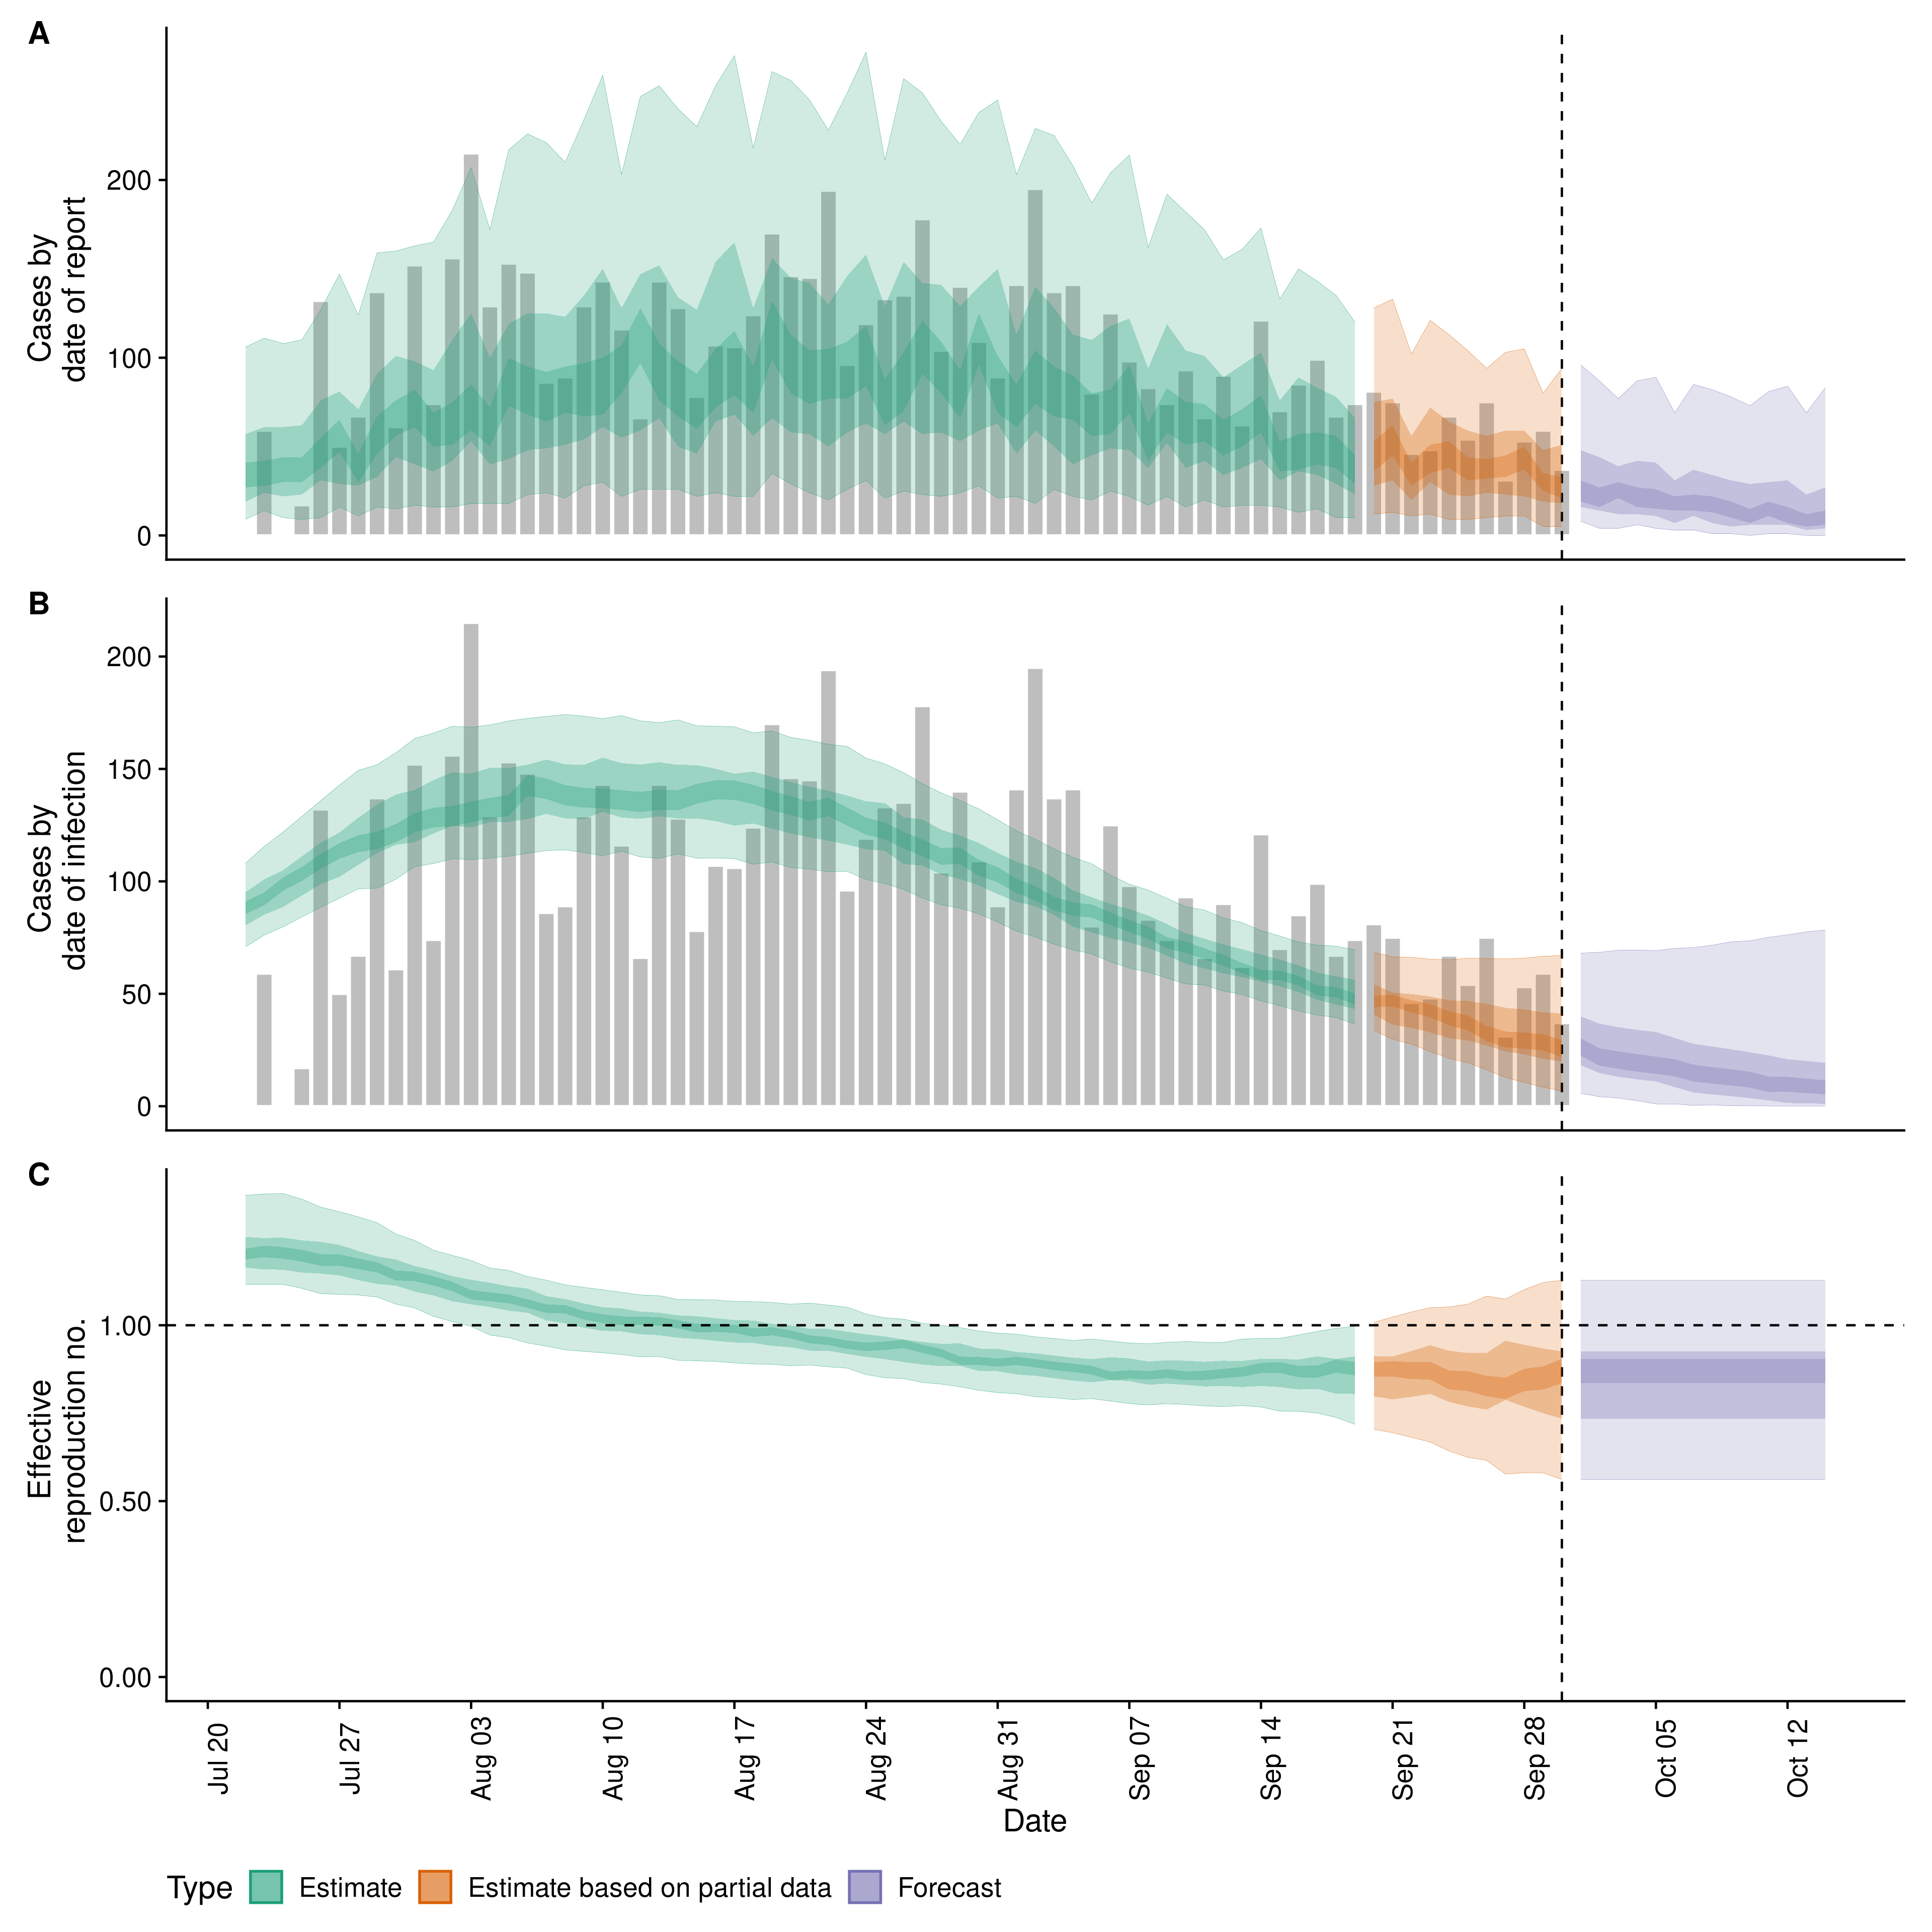 A
Cases by
date of report
200
100
0
B
Cases by
date of infection
200
150
100
50
0
C
Effective
reproduction no.
1.00
0.50
0.00
Jul 20
Jul 27
Aug 03
Aug 10
Aug 17
Aug 24
Aug 31
Sep 07
Sep 14
Sep 21
Sep 28
Oct 05
Oct 12
Date
Type Estimate Estimate based on partial data Forecast